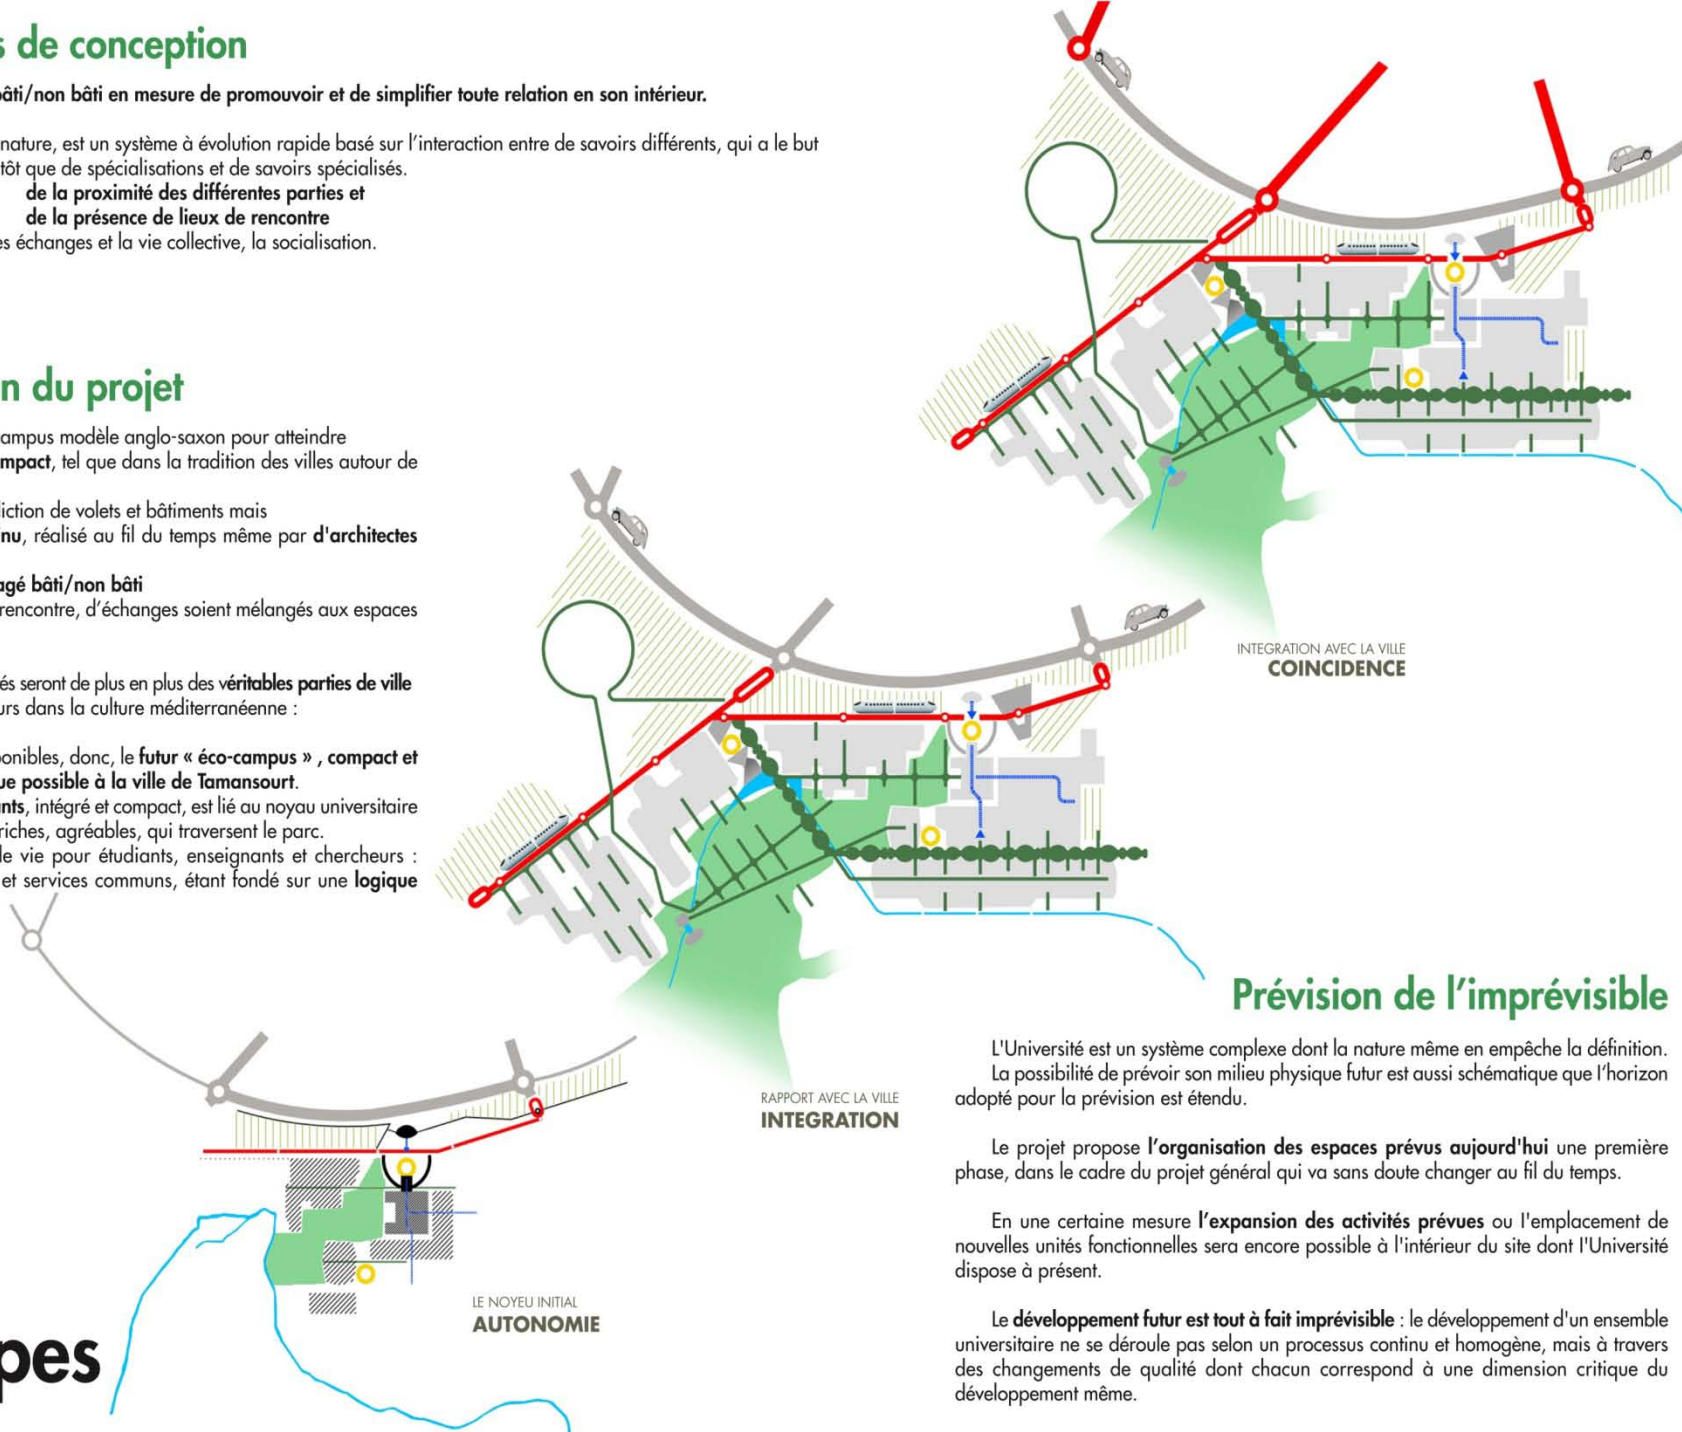 s de conception
bâti/non bâti en mesure de promouvoir et de simplifier toute relation en son intérieur.
nature, est un système à évolution rapide basé sur l'interaction entre de savoirs différents, qui a le but
tôt que de spécialisations et de savoirs spécialisés.
de la proximité des différentes parties et
de la présence de lieux de rencontre
es échanges et la vie collective, la socialisation.
n du projet
ampus modèle anglo-saxon pour atteindre
mpact, tel que dans la tradition des villes autour de
diction de volets et bâtiments mais
inu, réalisé au fil du temps même par d'architectes
agé bâti/non bâti
rencontre, d'échanges soient mélangés aux espaces
és seront de plus en plus des véritables parties de ville
urs dans la culture méditerranéenne :
ponibles, donc, le futur « éco-campus » , compact et
ue possible à la ville de Tamansourt.
ants, intégré et compact, est lié au noyau universitaire
riches, agréables, qui traversent le parc.
de vie pour étudiants, enseignants et chercheurs :
et services communs, étant fondé sur une logique
INTEGRATION AVEC LA VILLE
COINCIDENCE
RAPPORT AVEC LA VILLE
INTEGRATION
LE NOYEU INITIAL
AUTONOMIE
pes
Prévision de l'imprévisible
L'Université est un système complexe dont la nature même en empêche la définition.
La possibilité de prévoir son milieu physique futur est aussi schématique que l'horizon
adopté pour la prévision est étendu.
Le projet propose l'organisation des espaces prévus aujourd'hui une première
phase, dans le cadre du projet général qui va sans doute changer au fil du temps.
En une certaine mesure l'expansion des activités prévues ou l'emplacement de
nouvelles unités fonctionnelles sera encore possible à l'intérieur du site dont l'Université
dispose à présent.
Le développement futur est tout à fait imprévisible : le développement d'un ensemble
universitaire ne se déroule pas selon un processus continu et homogène, mais à travers
des changements de qualité dont chacun correspond à une dimension critique du
développement même.